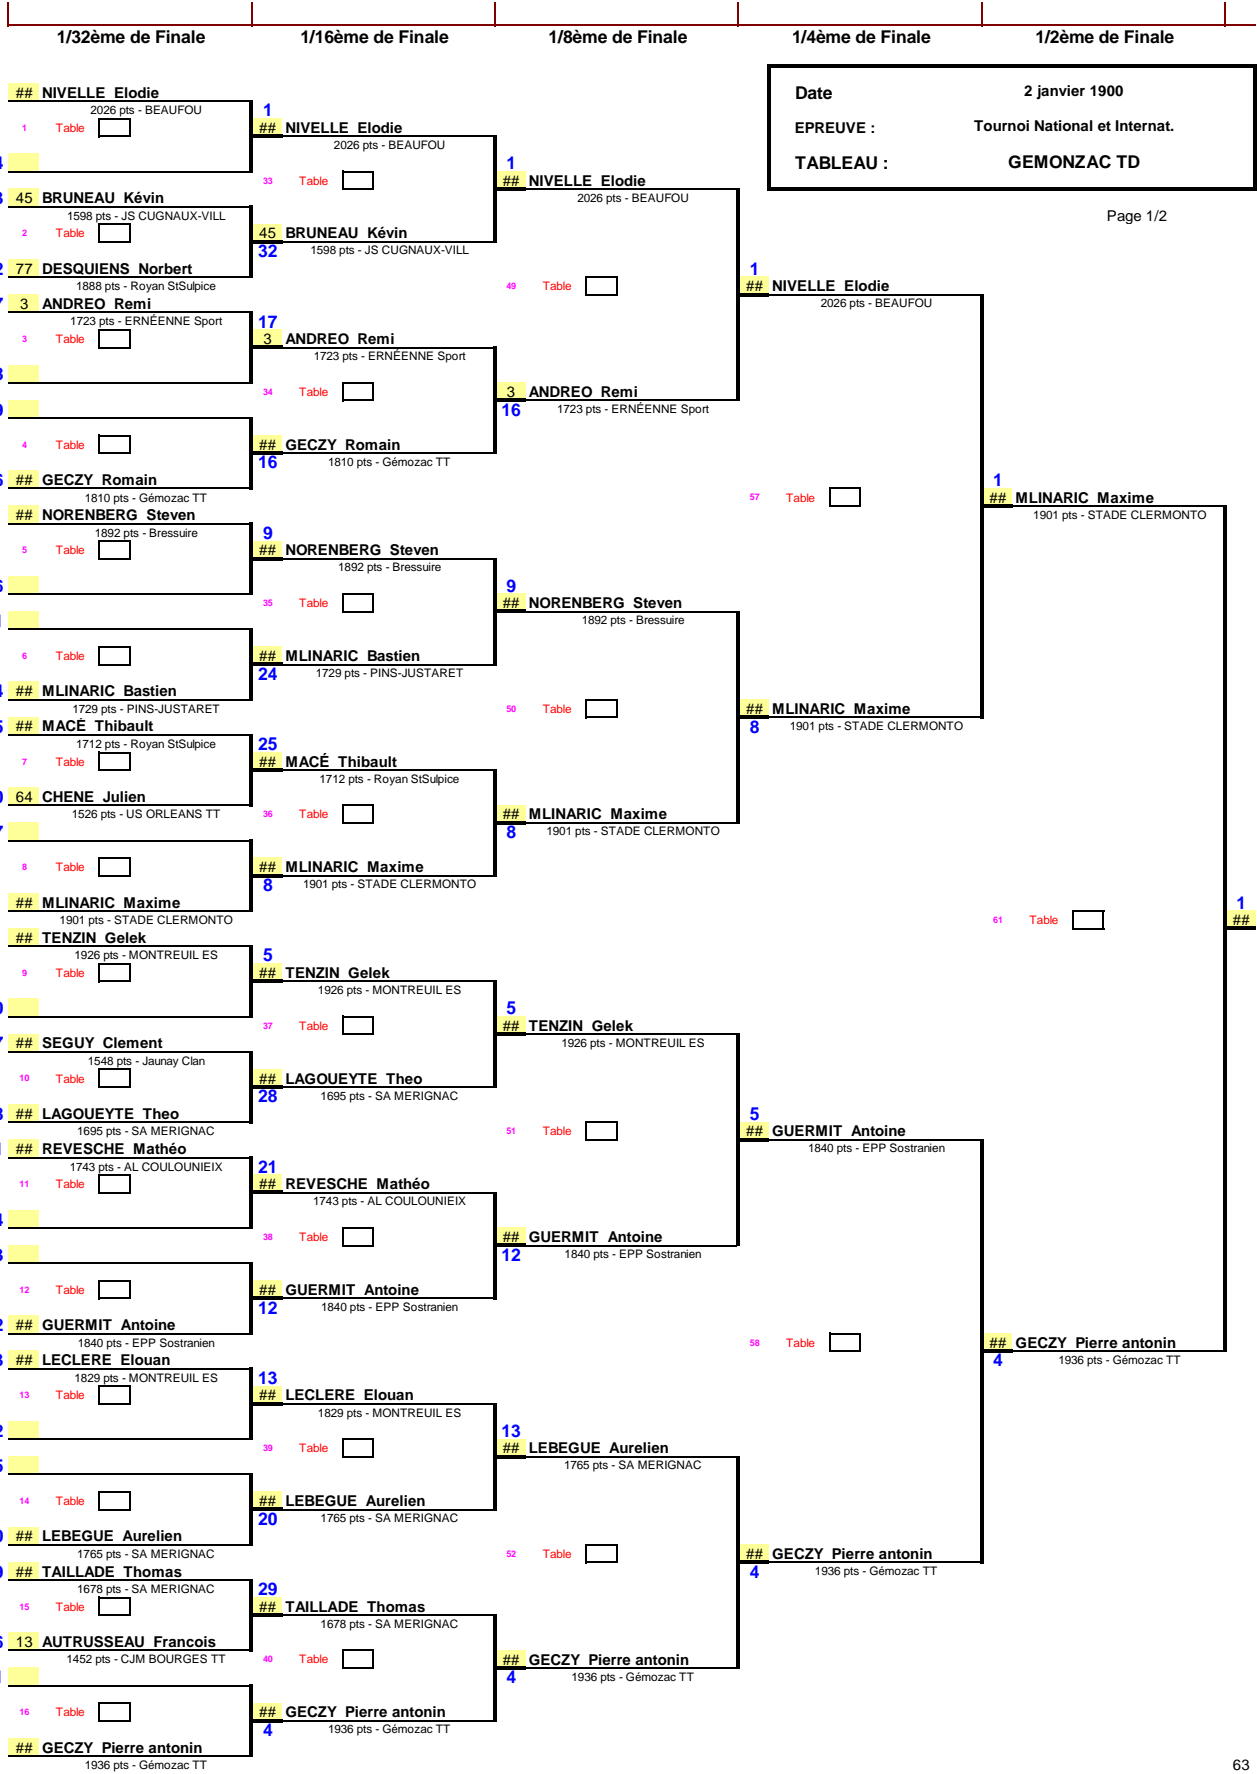 1/32ème de Finale
1/16ème de Finale
1/8ème de Finale
1/4ème de Finale
1/2ème de Finale
Date 2 janvier 1900
EPREUVE : Tournoi National et Internat.
TABLEAU : GEMONZAC TD
Page 1/2
## NIVELLE Elodie
2026 pts - BEAUFOU
1 Table
45 BRUNEAU Kévin
1598 pts - JS CUGNAUX-VILL
2 Table
77 DESQUIENS Norbert
1888 pts - Royan StSulpice
3 ANDREO Remi
1723 pts - ERNÉENNE Sport
3 Table
4 Table
## GECZY Romain
1810 pts - Gémozac TT
## NORENBERG Steven
1892 pts - Bressuire
5 Table
6 Table
## MLINARIC Bastien
1729 pts - PINS-JUSTARET
## MACÉ Thibault
1712 pts - Royan StSulpice
7 Table
64 CHENE Julien
1526 pts - US ORLEANS TT
8 Table
## MLINARIC Maxime
1901 pts - STADE CLERMONTO
## TENZIN Gelek
1926 pts - MONTREUIL ES
9 Table
## SEGUY Clement
1548 pts - Jaunay Clan
10 Table
## LAGOUEYTE Theo
1695 pts - SA MERIGNAC
## REVESCHE Mathéo
1743 pts - AL COULOUNIEIX
11 Table
12 Table
## GUERMIT Antoine
1840 pts - EPP Sostranien
## LECLERE Elouan
1829 pts - MONTREUIL ES
13 Table
14 Table
## LEBEGUE Aurelien
1765 pts - SA MERIGNAC
## TAILLADE Thomas
1678 pts - SA MERIGNAC
15 Table
13 AUTRUSSEAU Francois
1452 pts - CJM BOURGES TT
16 Table
## GECZY Pierre antonin
1936 pts - Gémozac TT
1
## NIVELLE Elodie
2026 pts - BEAUFOU
33 Table
45 BRUNEAU Kévin
32 1598 pts - JS CUGNAUX-VILL
17
3 ANDREO Remi
1723 pts - ERNÉENNE Sport
34 Table
## GECZY Romain
16 1810 pts - Gémozac TT
9
## NORENBERG Steven
1892 pts - Bressuire
35 Table
## MLINARIC Bastien
24 1729 pts - PINS-JUSTARET
25
## MACÉ Thibault
1712 pts - Royan StSulpice
36 Table
## MLINARIC Maxime
8 1901 pts - STADE CLERMONTO
5
## TENZIN Gelek
1926 pts - MONTREUIL ES
37 Table
## LAGOUEYTE Theo
28 1695 pts - SA MERIGNAC
21
## REVESCHE Mathéo
1743 pts - AL COULOUNIEIX
38 Table
## GUERMIT Antoine
12 1840 pts - EPP Sostranien
13
## LECLERE Elouan
1829 pts - MONTREUIL ES
39 Table
## LEBEGUE Aurelien
20 1765 pts - SA MERIGNAC
29
## TAILLADE Thomas
1678 pts - SA MERIGNAC
40 Table
## GECZY Pierre antonin
4 1936 pts - Gémozac TT
1
## NIVELLE Elodie
2026 pts - BEAUFOU
49 Table
3 ANDREO Remi
16 1723 pts - ERNÉENNE Sport
9
## NORENBERG Steven
1892 pts - Bressuire
50 Table
## MLINARIC Maxime
8 1901 pts - STADE CLERMONTO
5
## TENZIN Gelek
1926 pts - MONTREUIL ES
51 Table
## GUERMIT Antoine
12 1840 pts - EPP Sostranien
13
## LEBEGUE Aurelien
1765 pts - SA MERIGNAC
52 Table
## GECZY Pierre antonin
4 1936 pts - Gémozac TT
1
## NIVELLE Elodie
2026 pts - BEAUFOU
57 Table
## MLINARIC Maxime
8 1901 pts - STADE CLERMONTO
5
## GUERMIT Antoine
1840 pts - EPP Sostranien
58 Table
## GECZY Pierre antonin
4 1936 pts - Gémozac TT
1
## MLINARIC Maxime
1901 pts - STADE CLERMONTO
61 Table
## GECZY Pierre antonin
4 1936 pts - Gémozac TT
1
##
63